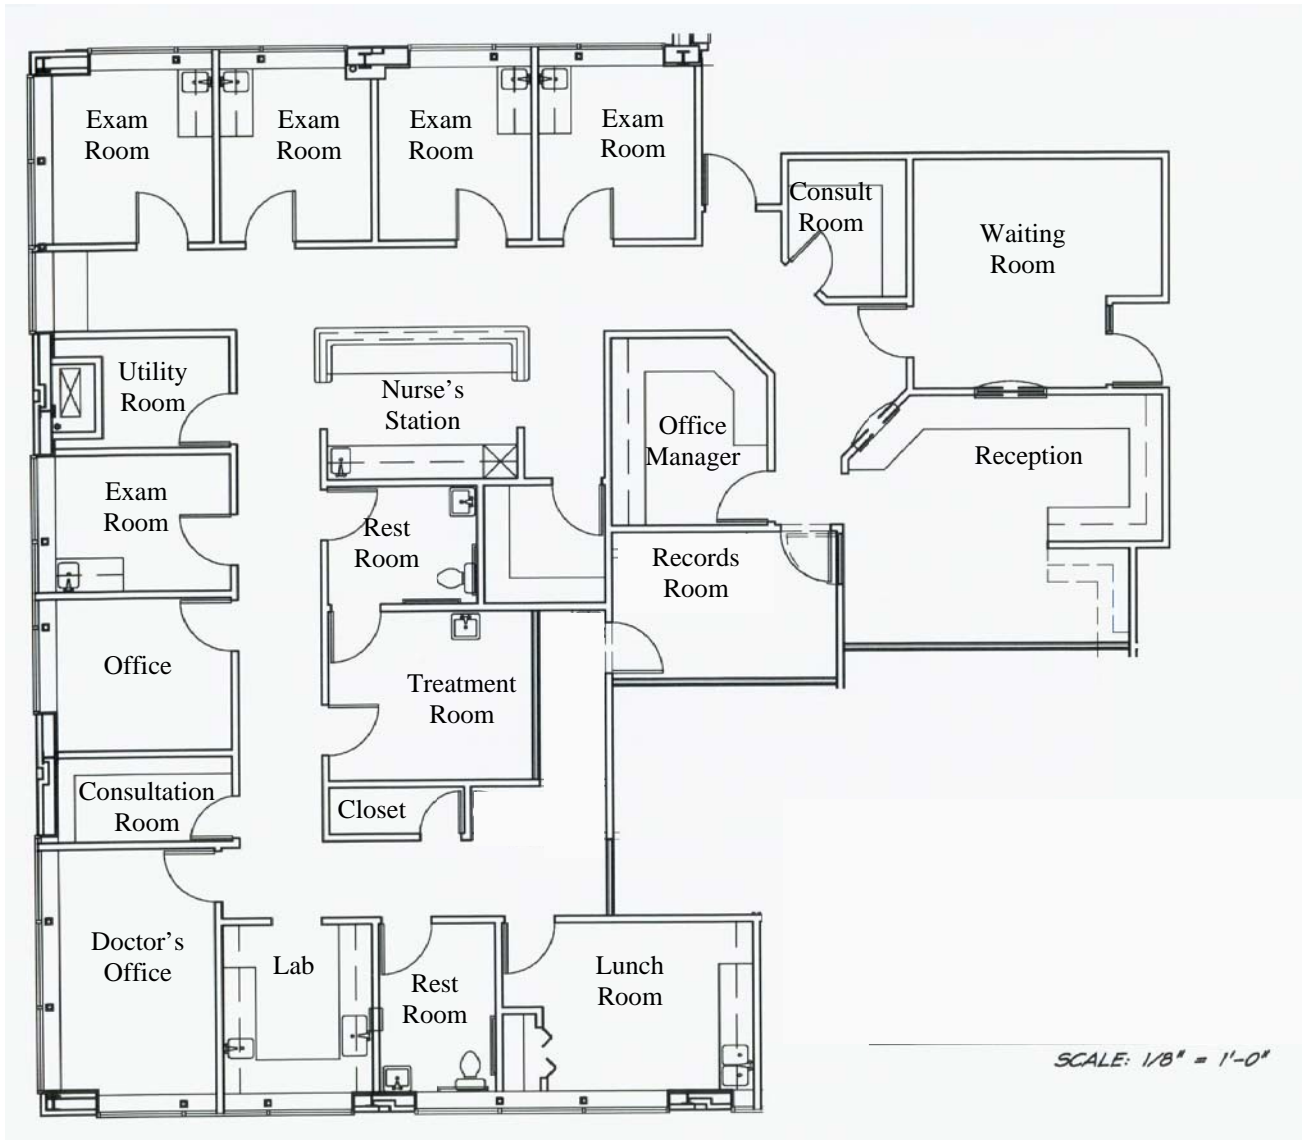 Exam
Room
Exam
Room
Exam
Room
Exam
Room
Consult
Room
Waiting
Room
Utility
Room
Nurse's
Station
Office
Manager
Reception
Exam
Room
Rest
Room
Records
Room
Office
Treatment
Room
Consultation
Room
Closet
Doctor's
Office
Lab
Rest
Room
Lunch
Room
SCALE: 1/8" = 1'-0"